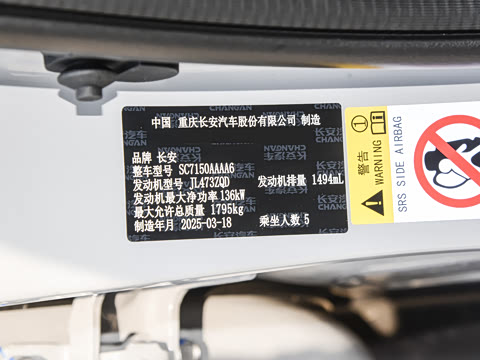 中国 重庆长安汽车股份有限公司 制造
品牌 长安
整车型号 SC7150AAAA6
发动机型号 JL473ZQD 发动机排量 1494mL
发动机最大净功率 136kW
最大允许总质量 1795kg
制造年月 2025-03-18 乘坐人数 5
警告
WARNING
SRS SIDE AIRBAG